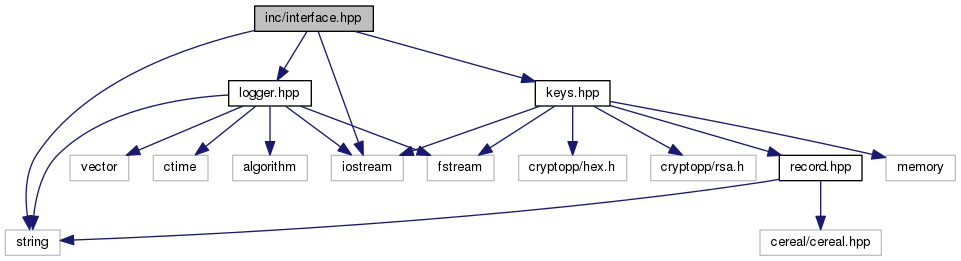 inc/interface.hpp
logger.hpp
keys.hpp
vector
ctime
algorithm
iostream
fstream
cryptopp/hex.h
cryptopp/rsa.h
record.hpp
memory
string
cereal/cereal.hpp